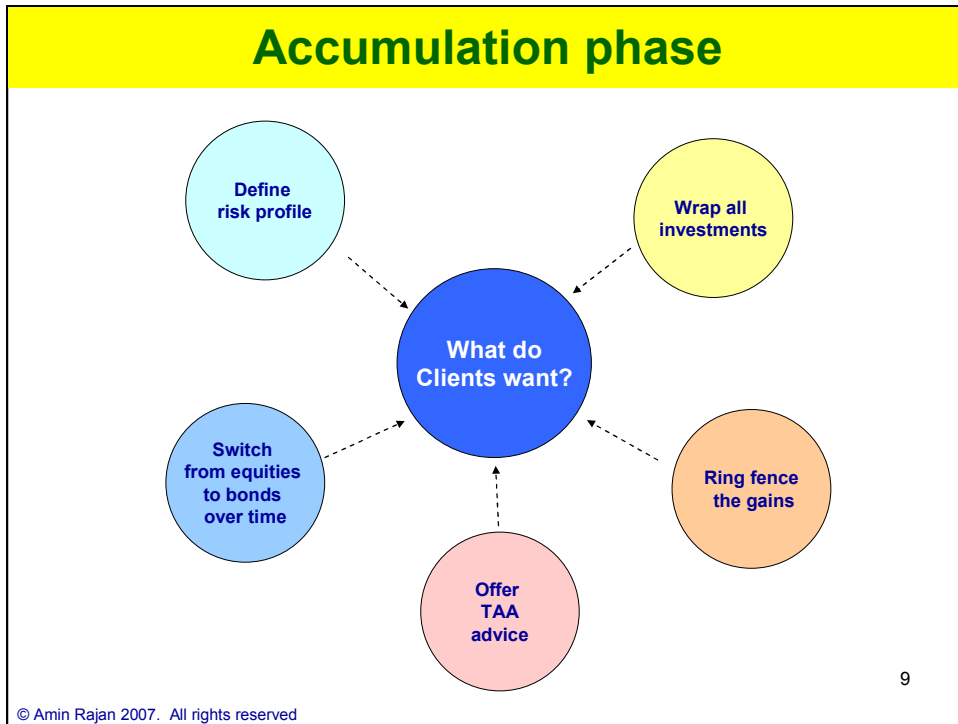 Accumulation phase
Define
risk profile
Wrap all
investments
What do
Clients want?
Switch
from equities
to bonds
over time
Ring fence
the gains
Offer
TAA
advice
9
© Amin Rajan 2007. All rights reserved